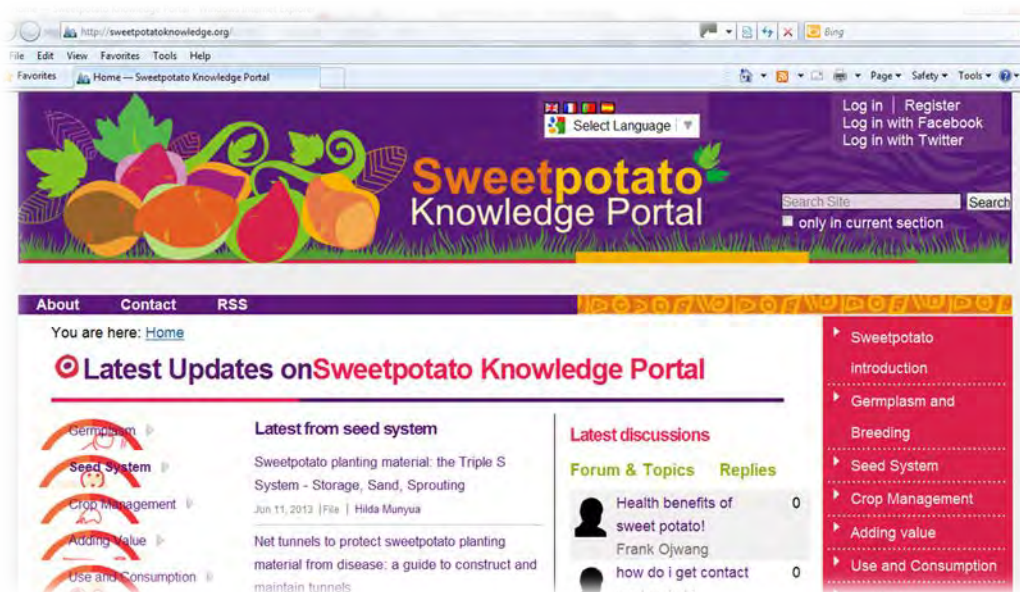 http://sweetpatatoknowledge.org/
Bing
File Edit View Favorites Tools Help
Favorites
Home — Sweetpotato Knowledge Portal
Page Safety Tools
Select Language
Log in | Register
Log in with Facebook
Log in with Twitter
Sweetpotato
Knowledge Portal
Search Site
Search
only in current section
About Contact RSS
You are here: Home
Latest Updates onSweetpotato Knowledge Portal
Germplasm
Seed System
Crop Management
Adding Value
Use and Consumption
Latest from seed system
Sweetpotato planting material: the Triple S
System - Storage, Sand, Sprouting
Jun 11, 2013 |File | Hilda Munyua
Net tunnels to protect sweetpotato planting
material from disease: a guide to construct and
maintain tunnels
Latest discussions
Forum & Topics Replies
Health benefits of 0
sweet potato!
Frank Ojwang
how do i get contact 0
Sweetpotato
introduction
Germplasm and
Breeding
Seed System
Crop Management
Adding value
Use and Consumption